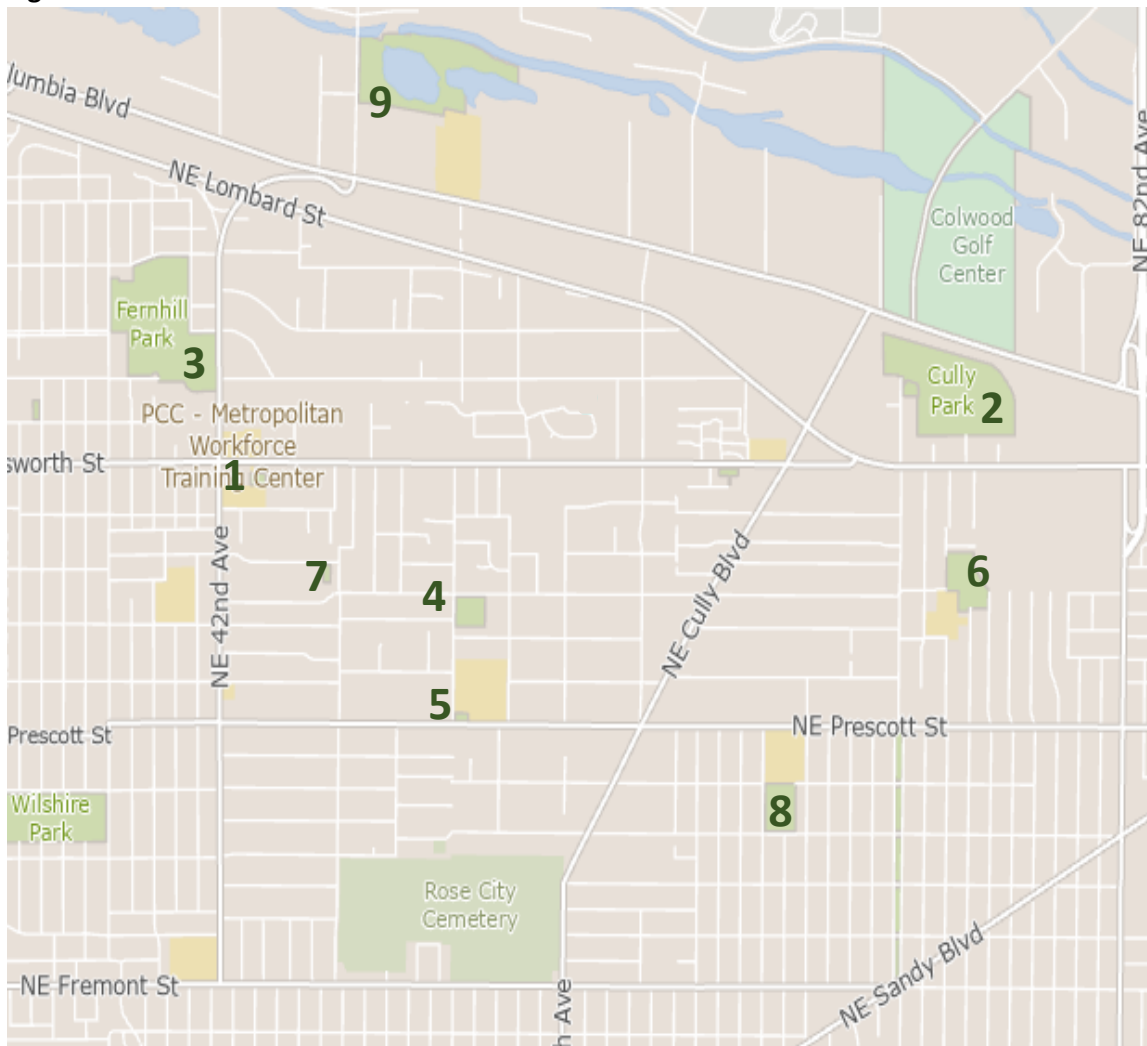 9
lumbia Blvd
NE Lombard St
NE 82nd Ave
Colwood
Golf
Center
Fernhill
Park
3
Cully
Park
2
PCC - Metropolitan
Workforce
Training Center
1
sworth St
NE 42nd Ave
7
4
NE Cully Blvd
6
5
Prescott St
NE Prescott St
Wilshire
Park
8
Rose City
Cemetery
NE Sandy Blvd
NE Fremont St
h Ave